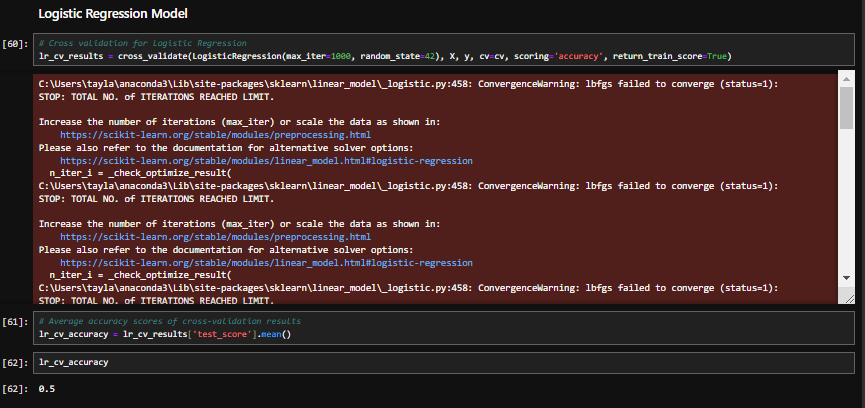 Logistic Regression Model
[60]: # Cross validation for Logistic Regression
lr_cv_results = cross_validate(LogisticRegression(max_iter=1000, random_state=42), X, y, cv=cv, scoring='accuracy', return_train_score=True)
C:\Users\tayla\anaconda3\Lib\site-packages\sklearn\linear_model\_logistic.py:458: ConvergenceWarning: lbfgs failed to converge (status=1):
STOP: TOTAL NO. of ITERATIONS REACHED LIMIT.
Increase the number of iterations (max_iter) or scale the data as shown in:
https://scikit-learn.org/stable/modules/preprocessing.html
Please also refer to the documentation for alternative solver options:
https://scikit-learn.org/stable/modules/linear_model.html#logistic-regression
n_iter_i = _check_optimize_result(
C:\Users\tayla\anaconda3\Lib\site-packages\sklearn\linear_model\_logistic.py:458: ConvergenceWarning: lbfgs failed to converge (status=1):
STOP: TOTAL NO. of ITERATIONS REACHED LIMIT.
Increase the number of iterations (max_iter) or scale the data as shown in:
https://scikit-learn.org/stable/modules/preprocessing.html
Please also refer to the documentation for alternative solver options:
https://scikit-learn.org/stable/modules/linear_model.html#logistic-regression
n_iter_i = _check_optimize_result(
C:\Users\tayla\anaconda3\Lib\site-packages\sklearn\linear_model\_logistic.py:458: ConvergenceWarning: lbfgs failed to converge (status=1):
STOP: TOTAL NO. of ITERATIONS REACHED LIMIT.
[61]: # Average accuracy scores of cross-validation results
lr_cv_accuracy = lr_cv_results['test_score'].mean()
[62]: lr_cv_accuracy
[62]: 0.5